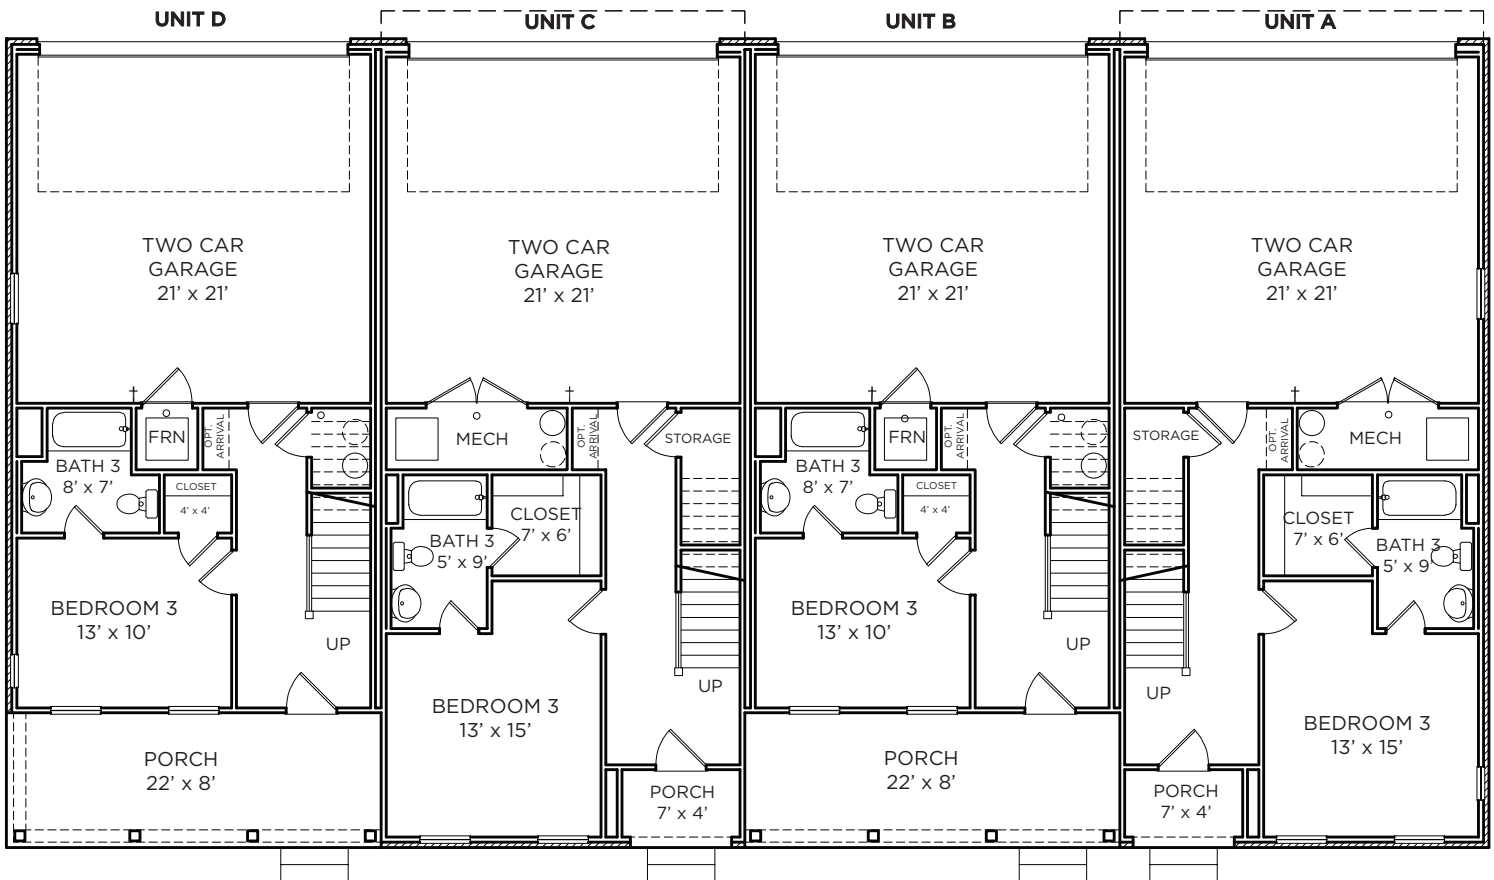 UNIT D
UNIT C
UNIT B
UNIT A
TWO CAR
GARAGE
21’ x 21’
TWO CAR
GARAGE
21’ x 21’
TWO CAR
GARAGE
21’ x 21’
TWO CAR
GARAGE
21’ x 21’
FRN
OPT.
ARRIVAL
BATH 3
8’ x 7’
CLOSET
4’ x 4’
BEDROOM 3
13’ x 10’
UP
PORCH
22’ x 8’
MECH
OPT.
ARRIVAL
STORAGE
CLOSET
7’ x 6’
BATH 3
5’ x 9’
UP
BEDROOM 3
13’ x 15’
PORCH
7’ x 4’
FRN
OPT.
ARRIVAL
BATH 3
8’ x 7’
CLOSET
4’ x 4’
BEDROOM 3
13’ x 10’
UP
PORCH
22’ x 8’
STORAGE
OPT.
ARRIVAL
MECH
CLOSET
7’ x 6’
BATH 3
5’ x 9’
UP
BEDROOM 3
13’ x 15’
PORCH
7’ x 4’